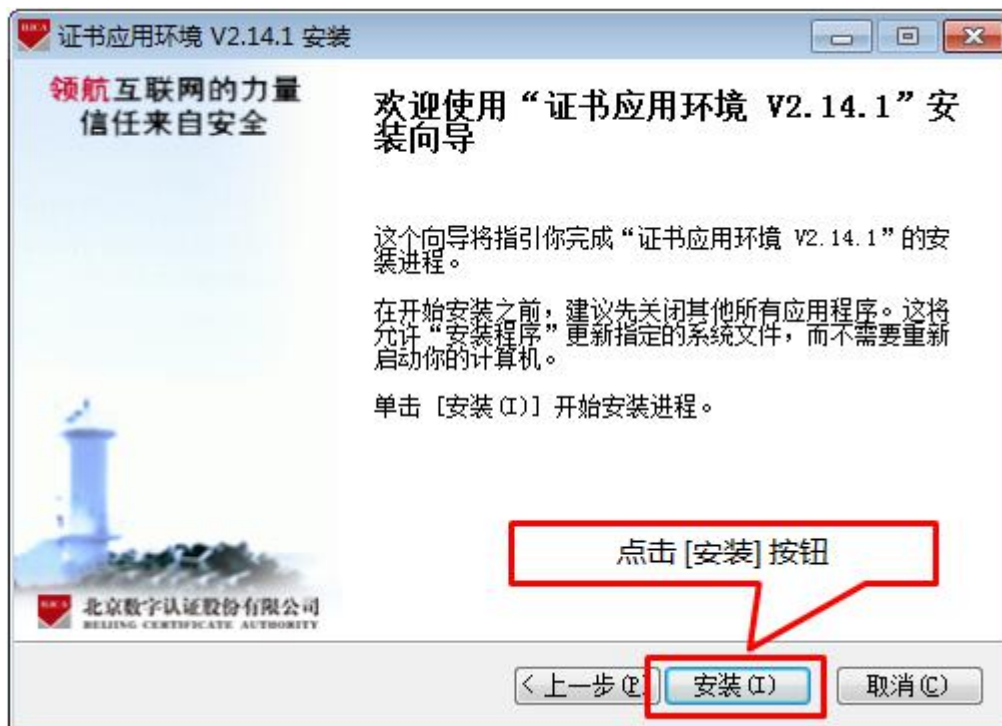 证书应用环境 V2.14.1 安装
领航互联网的力量
信任来自安全
欢迎使用“证书应用环境 V2.14.1”安
装向导
这个向导将指引你完成“证书应用环境 V2.14.1”的安
装进程。
在开始安装之前，建议先关闭其他所有应用程序。这将
允许“安装程序”更新指定的系统文件，而不需要重新
启动你的计算机。
单击 [安装(I)] 开始安装进程。
点击 [安装] 按钮
BJCA 北京数字认证股份有限公司
BEIJING CERTIFICATE AUTHORITY
< 上一步(P)
安装(I)
取消(C)